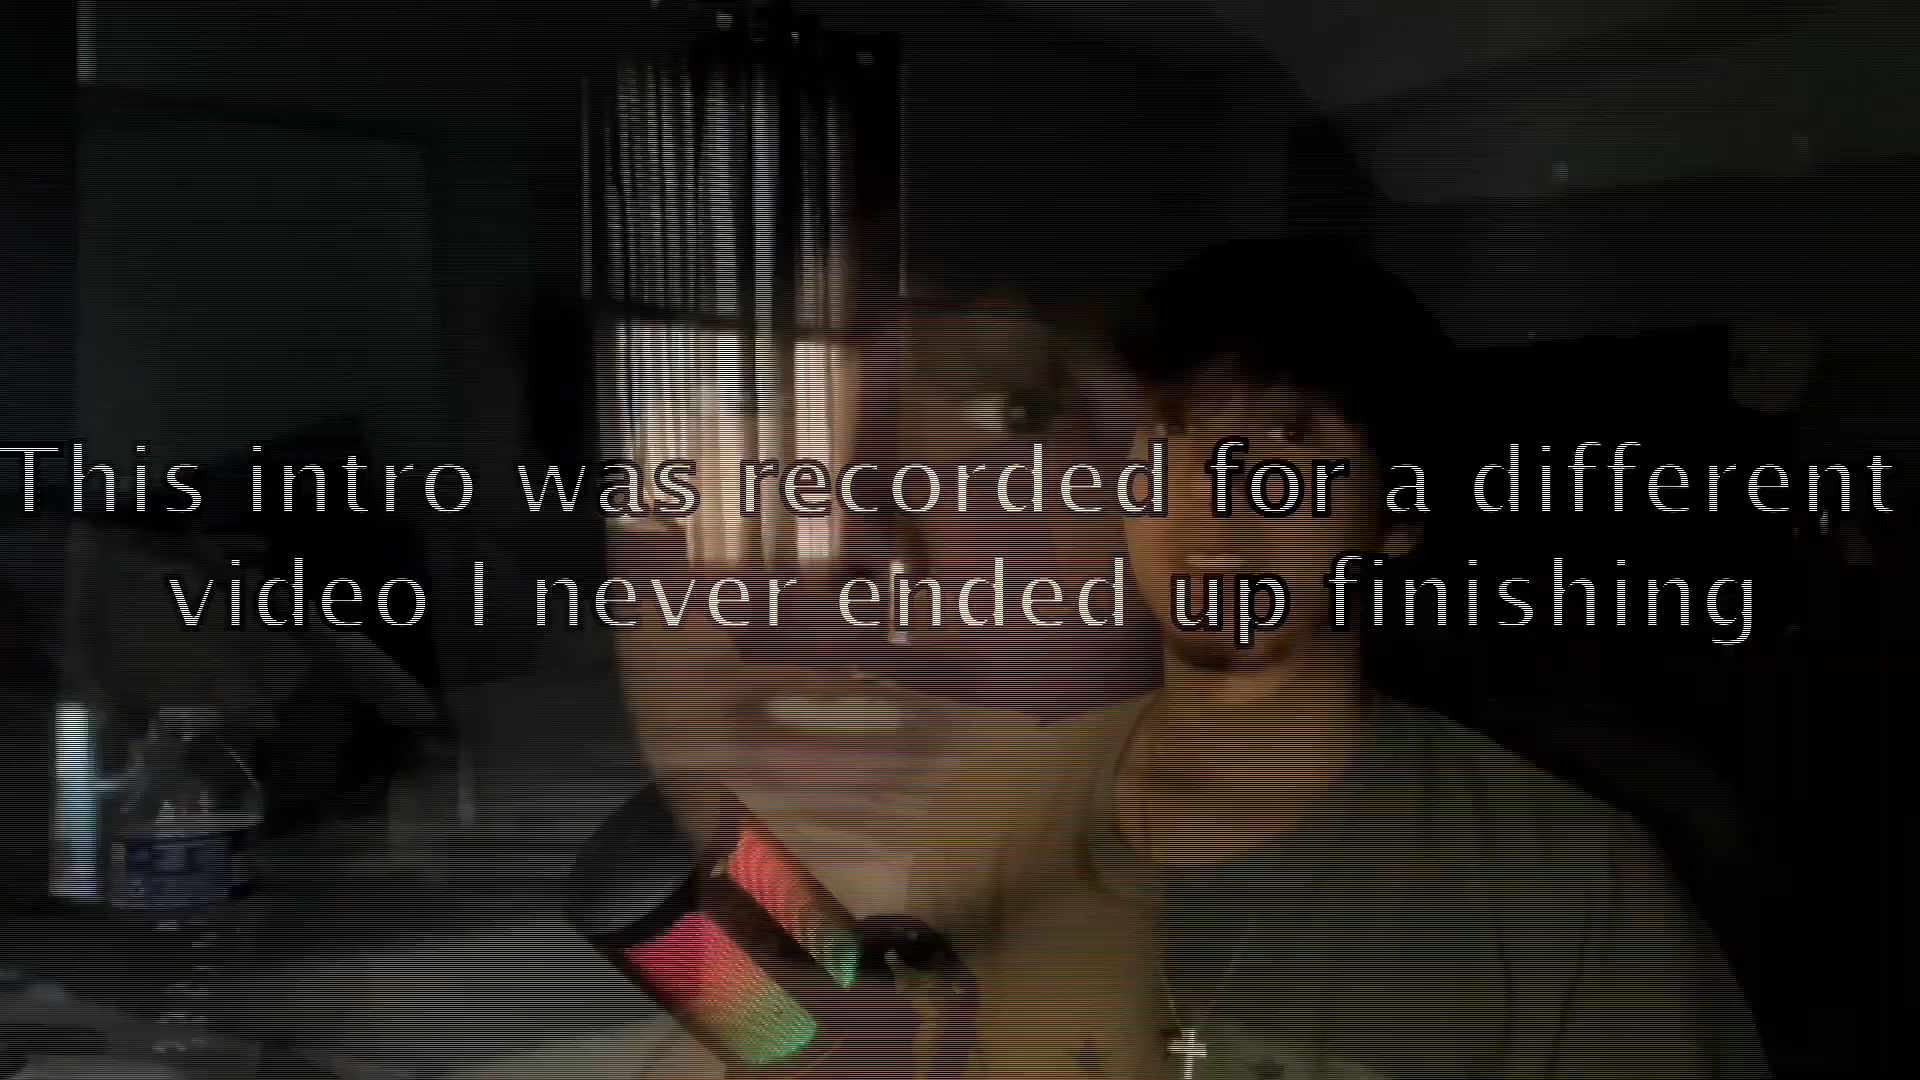 This intro was recorded for a different
video I never ended up finishing